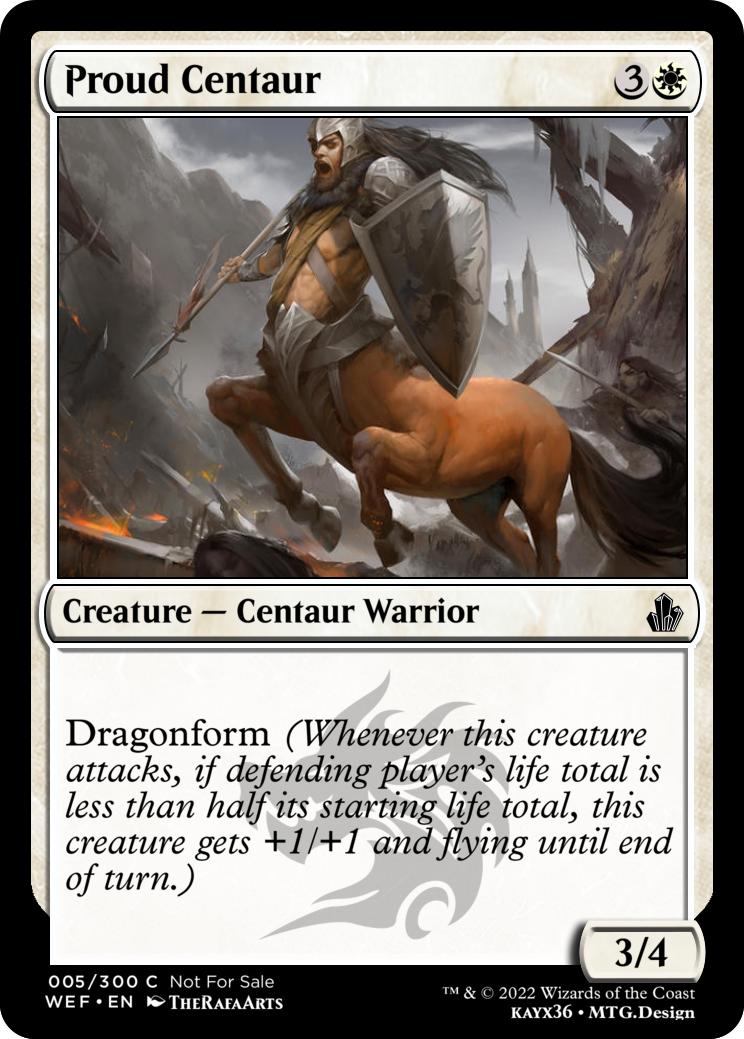 Proud Centaur 3
Creature — Centaur Warrior
Dragonform (Whenever this creature
attacks, if defending player's life total is
less than half its starting life total, this
creature gets +1/+1 and flying until end
of turn.)
3/4
005/300 C Not For Sale
WEF • EN TheRafaArts
™ & © 2022 Wizards of the Coast
KAYX36 • MTG.Design